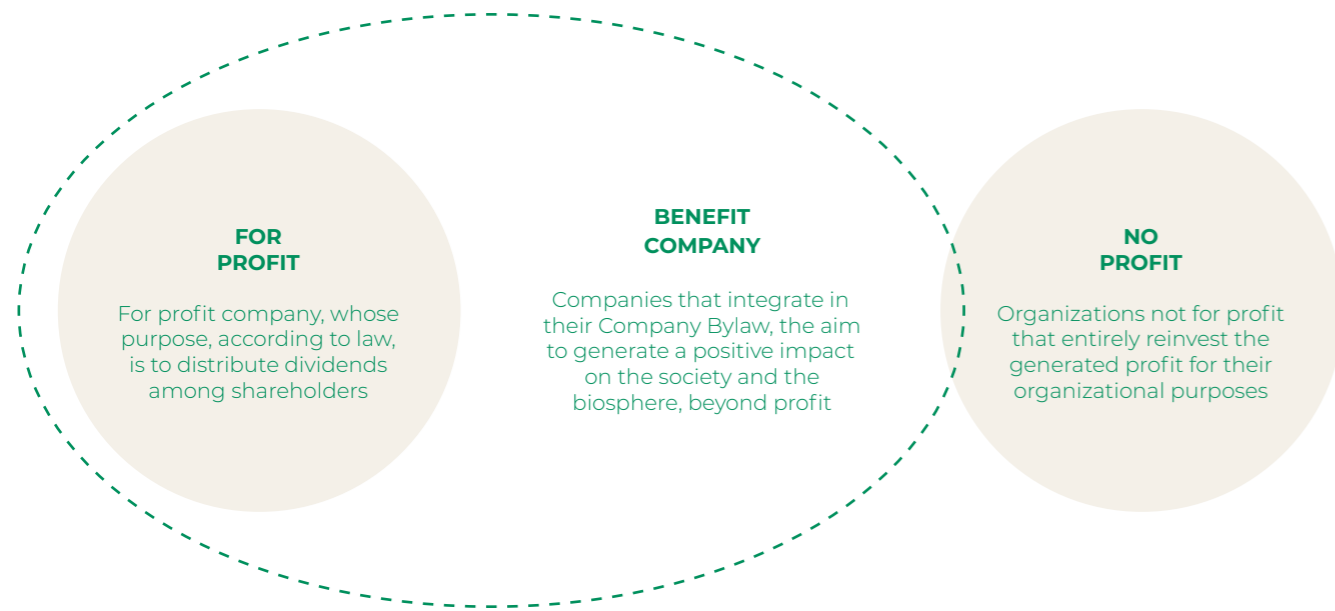 FOR
PROFIT
For profit company, whose
purpose, according to law,
is to distribute dividends
among shareholders
BENEFIT
COMPANY
Companies that integrate in
their Company Bylaw, the aim
to generate a positive impact
on the society and the
biosphere, beyond profit
NO
PROFIT
Organizations not for profit
that entirely reinvest the
generated profit for their
organizational purposes